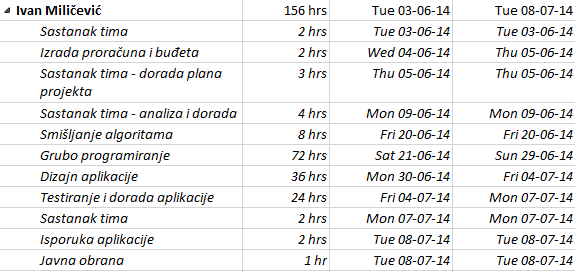 Ivan Miličević 156 hrs Tue 03-06-14 Tue 08-07-14
Sastanak tima 2 hrs Tue 03-06-14 Tue 03-06-14
Izrada proračuna i buđeta 2 hrs Wed 04-06-14 Thu 05-06-14
Sastanak tima - dorada plana 3 hrs Thu 05-06-14 Thu 05-06-14
projekta
Sastanak tima - analiza i dorada 4 hrs Mon 09-06-14 Mon 09-06-14
Smišljanje algoritama 8 hrs Fri 20-06-14 Fri 20-06-14
Grubo programiranje 72 hrs Sat 21-06-14 Sun 29-06-14
Dizajn aplikacije 36 hrs Mon 30-06-14 Fri 04-07-14
Testiranje i dorada aplikacije 24 hrs Fri 04-07-14 Mon 07-07-14
Sastanak tima 2 hrs Mon 07-07-14 Mon 07-07-14
Isporuka aplikacije 2 hrs Tue 08-07-14 Tue 08-07-14
Javna obrana 1 hr Tue 08-07-14 Tue 08-07-14